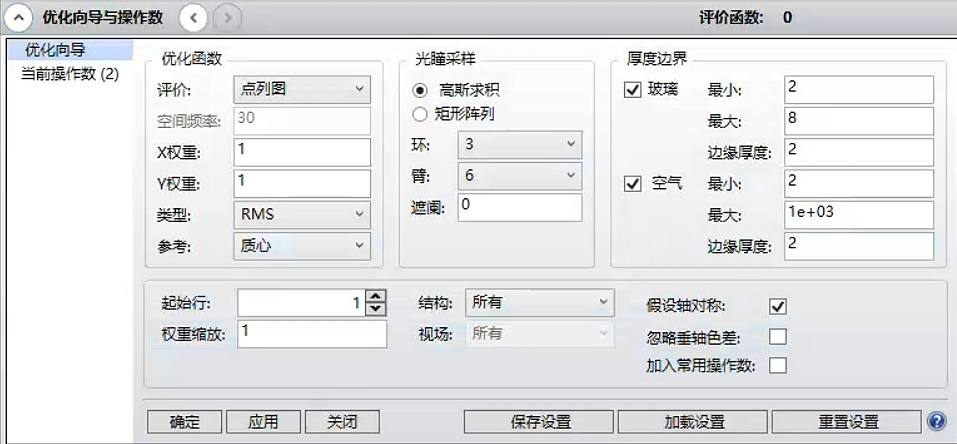 优化向导与操作数 评价函数: 0
优化向导
当前操作数 (2)
优化函数
评价: 点列图
空间频率: 30
X权重: 1
Y权重: 1
类型: RMS
参考: 质心
光瞳采样
高斯求积
矩形阵列
环: 3
臂: 6
遮阑: 0
厚度边界
玻璃 最小: 2
最大: 8
边缘厚度: 2
空气 最小: 2
最大: 1e+03
边缘厚度: 2
起始行: 1 结构: 所有 假设轴对称:
权重缩放: 1 视场: 所有 忽略垂轴色差:
加入常用操作数:
确定 应用 关闭 保存设置 加载设置 重置设置 ?